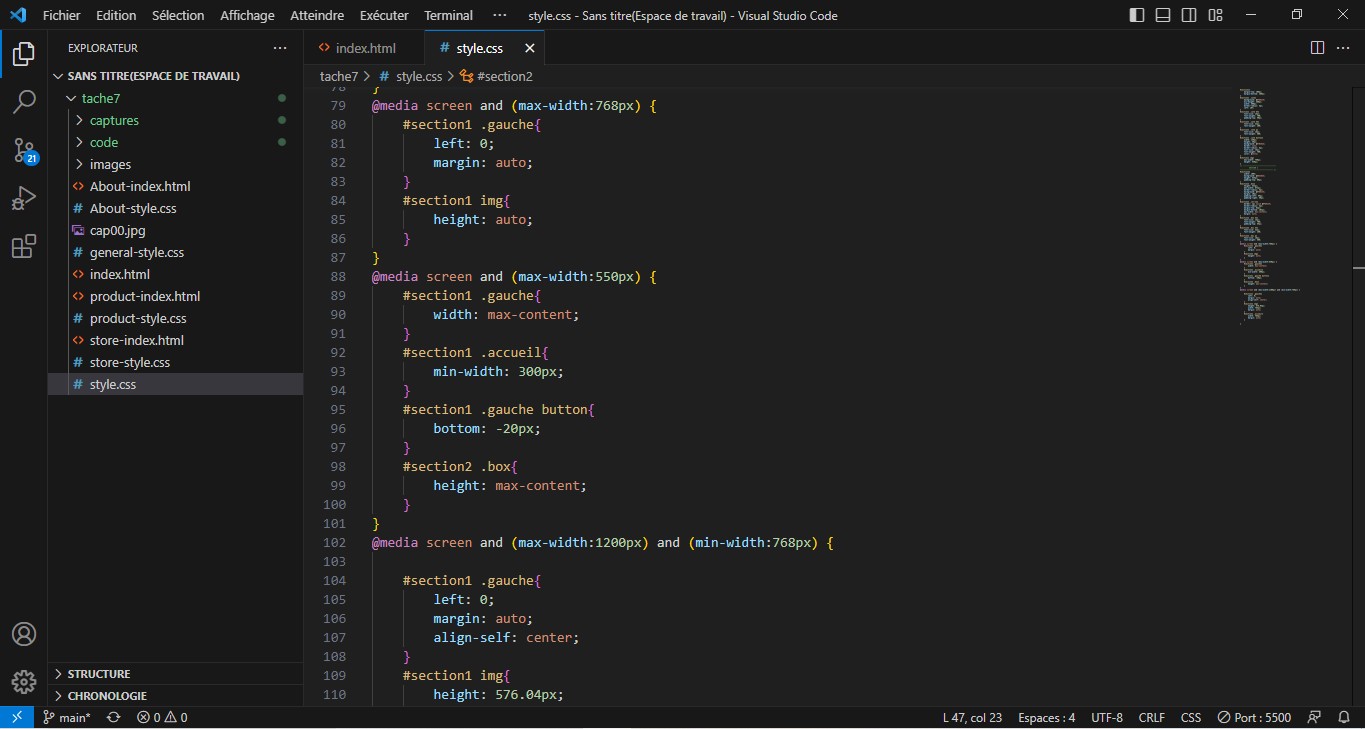 Fichier Edition Sélection Affichage Atteindre Exécuter Terminal ··· style.css - Sans titre(Espace de travail) - Visual Studio Code
EXPLORATEUR ···
SANS TITRE(ESPACE DE TRAVAIL)
tache7
captures
code
images
About-index.html
About-style.css
cap00.jpg
general-style.css
index.html
product-index.html
product-style.css
store-index.html
store-style.css
style.css
STRUCTURE
CHRONOLOGIE
21
index.html # style.css
tache7 > # style.css > #section2
78 }
79 @media screen and (max-width:768px) {
80 #section1 .gauche{
81 left: 0;
82 margin: auto;
83 }
84 #section1 img{
85 height: auto;
86 }
87 }
88 @media screen and (max-width:550px) {
89 #section1 .gauche{
90 width: max-content;
91 }
92 #section1 .accueil{
93 min-width: 300px;
94 }
95 #section1 .gauche button{
96 bottom: -20px;
97 }
98 #section2 .box{
99 height: max-content;
100 }
101 }
102 @media screen and (max-width:1200px) and (min-width:768px) {
103
104 #section1 .gauche{
105 left: 0;
106 margin: auto;
107 align-self: center;
108 }
109 #section1 img{
110 height: 576.04px;
main* 0 0 L 47, col 23 Espaces : 4 UTF-8 CRLF CSS Port : 5500